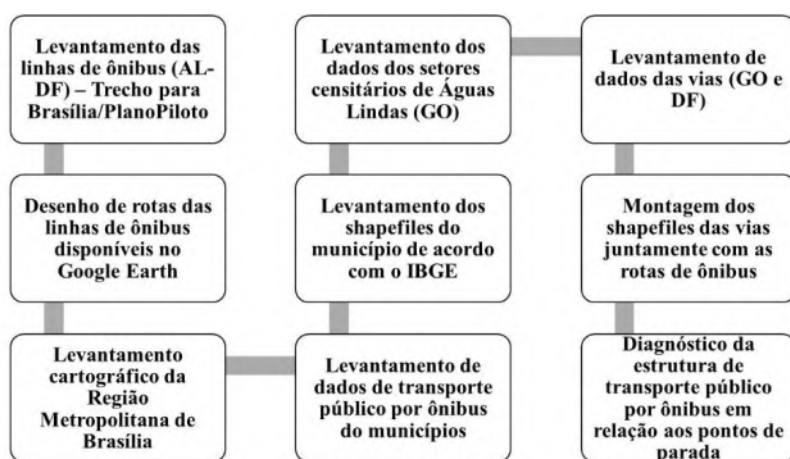 Levantamento das
linhas de ônibus (AL-
DF) – Trecho para
Brasília/PlanoPiloto
Desenho de rotas das
linhas de ônibus
disponíveis no
Google Earth
Levantamento
cartográfico da
Região
Metropolitana de
Brasília
Levantamento de
dados de transporte
público por ônibus
do municípios
Levantamento dos
shapefiles do
município de acordo
com o IBGE
Levantamento dos
dados dos setores
censitários de Águas
Lindas (GO)
Levantamento de
dados das vias (GO e
DF)
Montagem dos
shapefiles das vias
juntamente com as
rotas de ônibus
Diagnóstico da
estrutura de
transporte público
por ônibus em
relação aos pontos de
parada